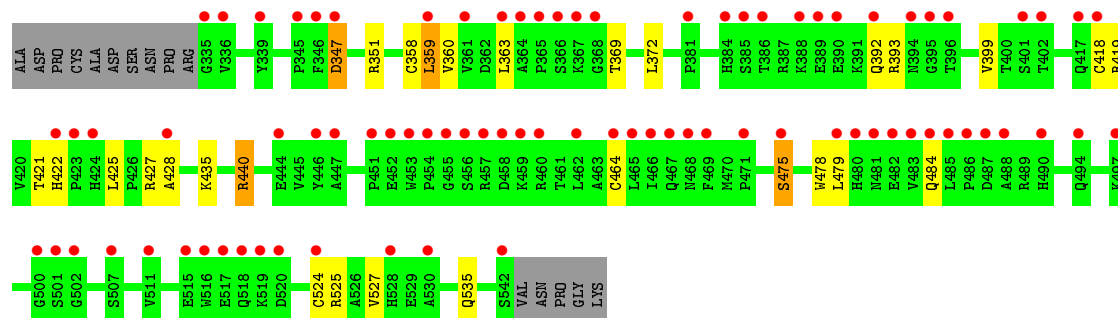 ALA ASP PRO CYS ALA ASP SER ASN PRO ARG G335 V336 Y339 P345 F346 D347 R351 C358 L359 V360 V361 D362 L363 A364 P365 S366 K367 G368 T369 L372 P381 H384 S385 T386 R387 K388 E389 E390 K391 Q392 R393 N394 G395 T396 V399 T400 S401 T402 Q417 C418 R419
V420 T421 H422 P423 H424 L425 P426 R427 A428 K435 R440 E444 V445 Y446 A447 P451 E452 W453 P454 G455 S456 R457 D458 K459 R460 T461 L462 A463 C464 L465 I466 Q467 N468 F469 M470 P471 S475 W478 L479 H480 N481 E482 V483 Q484 L485 P486 D487 A488 R489 H490 Q494 K497
G500 S501 G502 S507 V511 E515 W516 E517 Q518 K519 D520 C524 R525 A526 V527 H528 E529 A530 Q535 S542 VAL ASN PRO GLY LYS